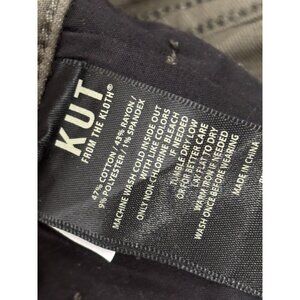 KUT
FROM THE KLOTH®
47% COTTON / 43% RAYON /
9% POLYESTER / 1% SPANDEX
MACHINE WASH COLD INSIDE OUT
WITH LIKE COLORS
ONLY NON-CHLORINE BLEACH
IF NEEDED
TUMBLE DRY LOW
OR FOR BETTER CARE
LAY FLAT TO DRY
WARM IRON IF NEEDED
WASH ONCE BEFORE WEARING
MADE IN CHINA